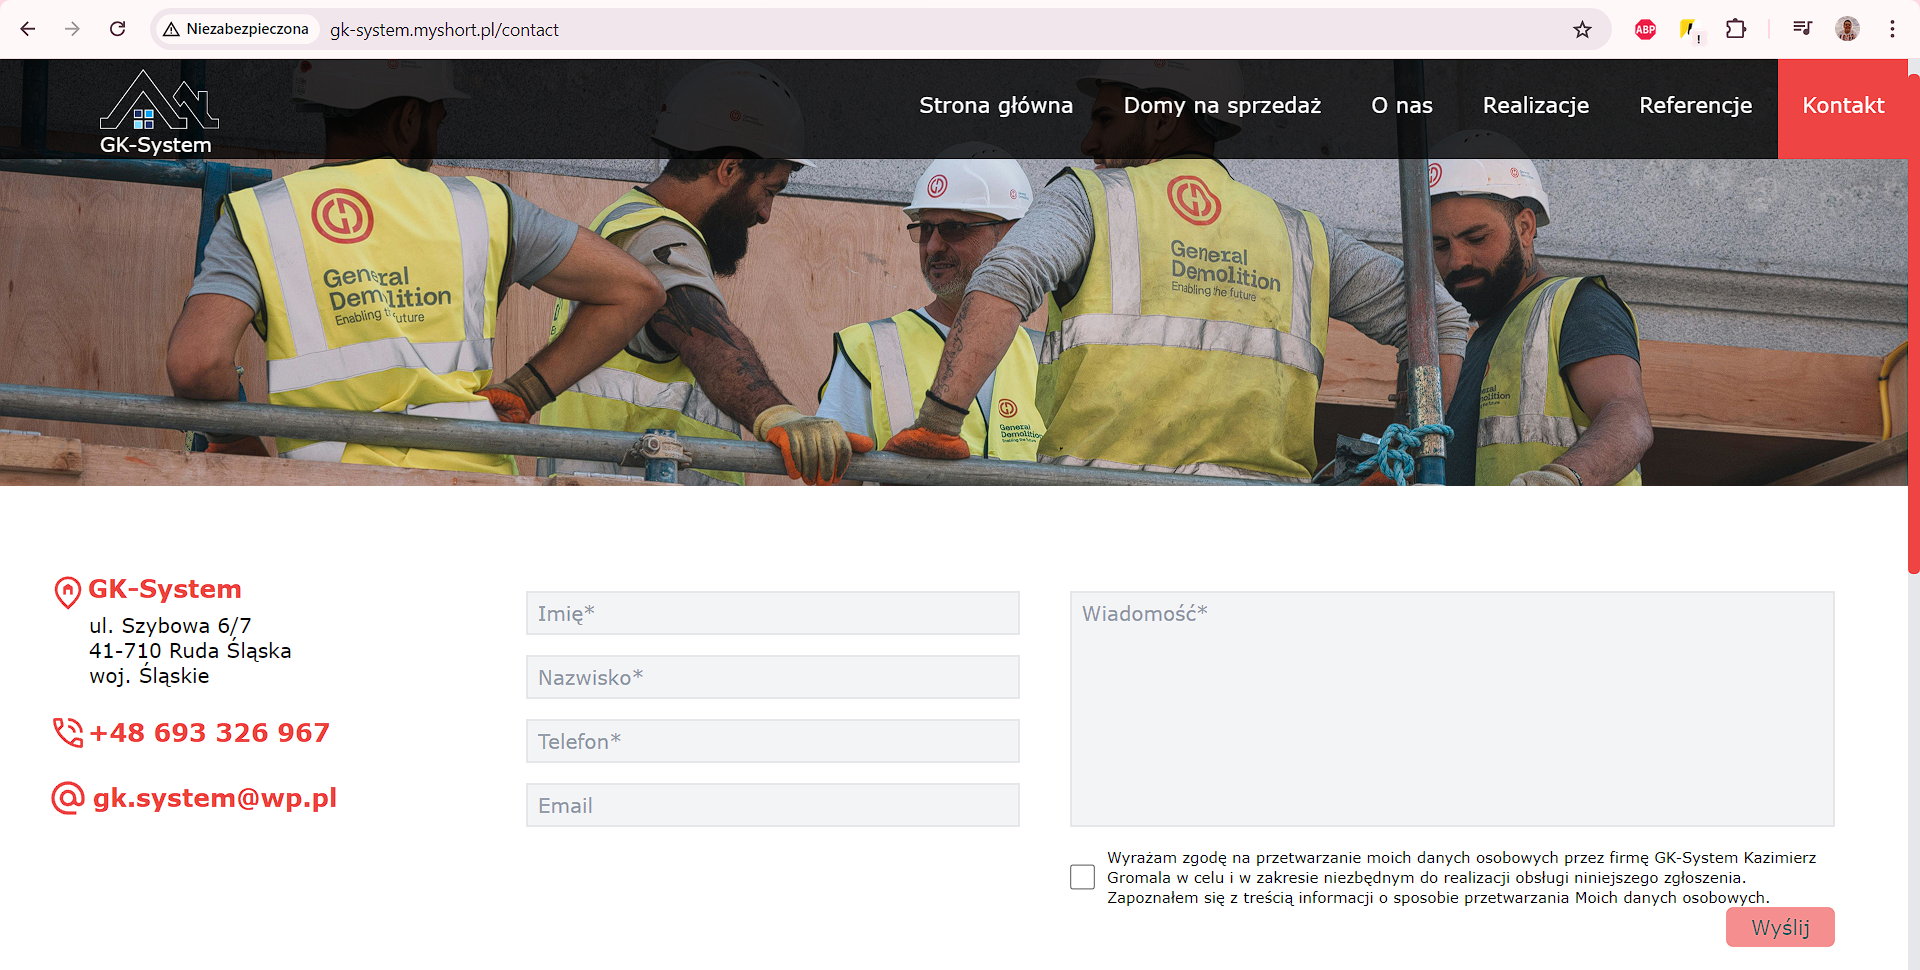 Niezabezpieczona
gk-system.myshort.pl/contact
ABP
GK-System
Strona główna
Domy na sprzedaż
O nas
Realizacje
Referencje
Kontakt
General
Demolition
Enabling the future
General
Demolition
Enabling the future
General
Demolition
GK-System
ul. Szybowa 6/7
41-710 Ruda Śląska
woj. Śląskie
+48 693 326 967
gk.system@wp.pl
Imię*
Nazwisko*
Telefon*
Email
Wiadomość*
Wyrażam zgodę na przetwarzanie moich danych osobowych przez firmę GK-System Kazimierz
Gromala w celu i w zakresie niezbędnym do realizacji obsługi niniejszego zgłoszenia.
Zapoznałem się z treścią informacji o sposobie przetwarzania Moich danych osobowych.
Wyślij